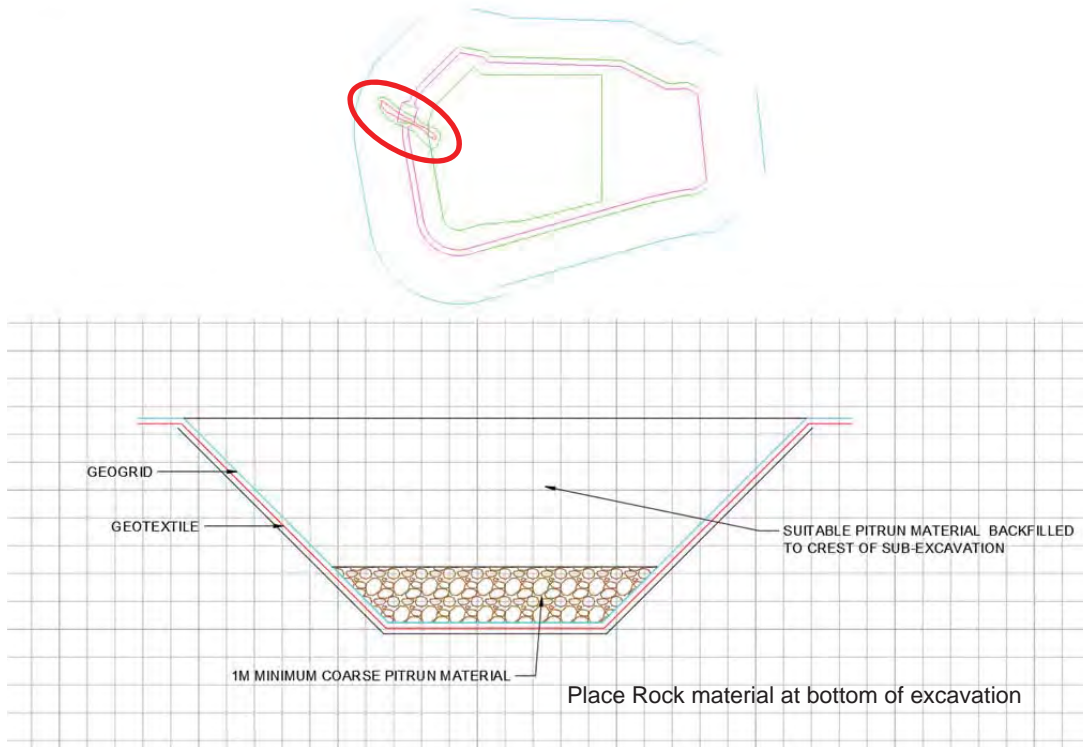 GEOGRID
GEOTEXTILE
SUITABLE PITRUN MATERIAL BACKFILLED
TO CREST OF SUB-EXCAVATION
1M MINIMUM COARSE PITRUN MATERIAL
Place Rock material at bottom of excavation